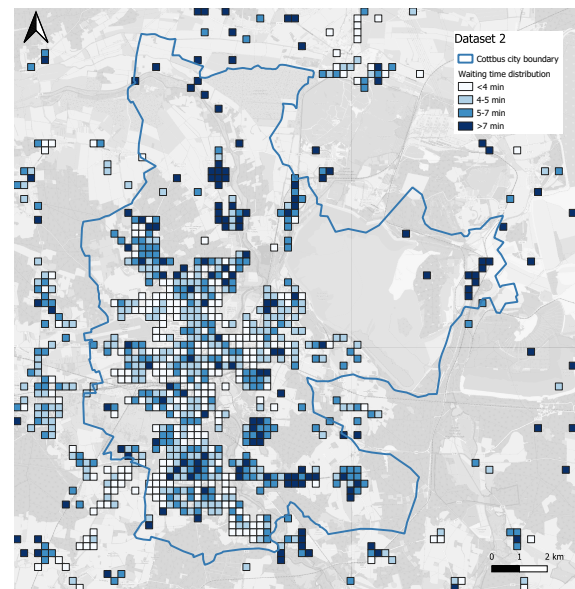 Dataset 2
Cottbus city boundary
Waiting time distribution
<4 min
4-5 min
5-7 min
>7 min
0 1 2 km